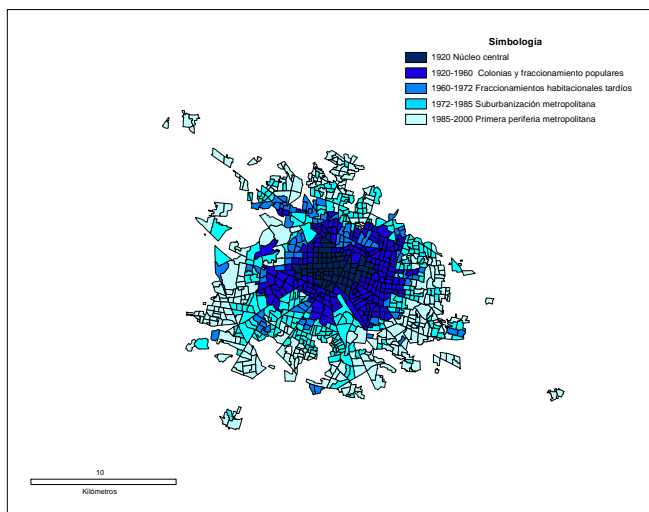 Simbología
1920 Núcleo central
1920-1960 Colonias y fraccionamiento populares
1960-1972 Fraccionamientos habitacionales tardíos
1972-1985 Suburbanización metropolitana
1985-2000 Primera periferia metropolitana
10
Kilómetros